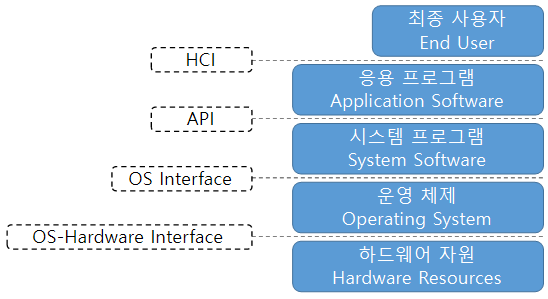 최종 사용자
End User
HCI
응용 프로그램
Application Software
API
시스템 프로그램
System Software
OS Interface
운영 체제
Operating System
OS-Hardware Interface
하드웨어 자원
Hardware Resources